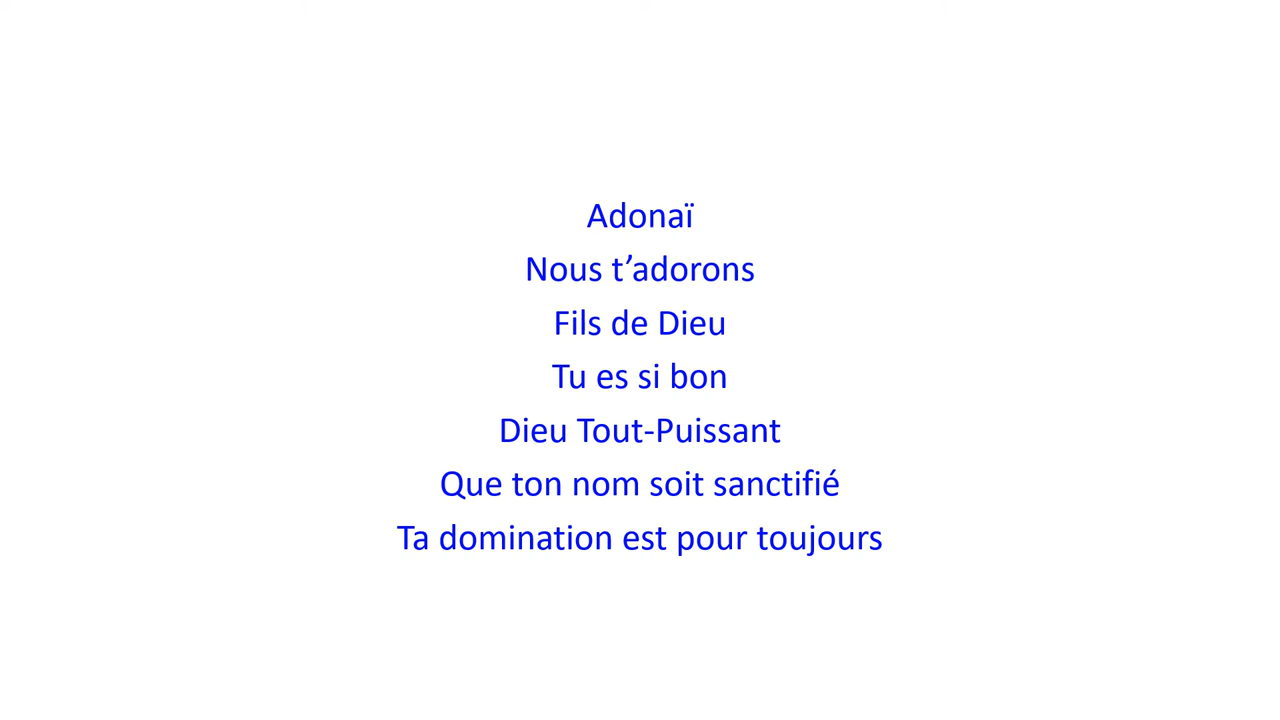 Adonaï
Nous t’adorons
Fils de Dieu
Tu es si bon
Dieu Tout-Puissant
Que ton nom soit sanctifié
Ta domination est pour toujours